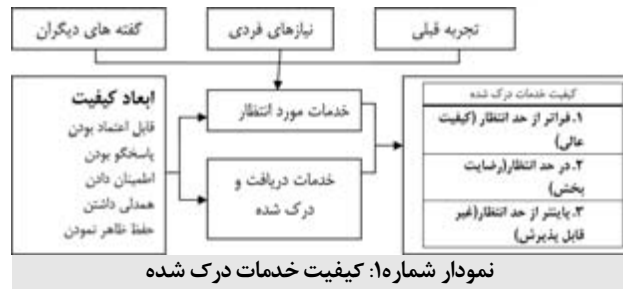 تجربه قبلی
نیازهای فردی
گفته های دیگران
ابعاد کیفیت
قابل اعتماد بودن
پاسخگو بودن
اطمینان دادن
همدلی داشتن
حفظ ظاهر نمودن
خدمات مورد انتظار
خدمات دریافت و
درک شده
کیفیت خدمات درک شده
۱.فراتر از حد انتظار (کیفیت
عالی)
۲.در حد انتظار(رضایت
بخش)
۳.پایینتر از حد انتظار(غیر
قابل پذیرش)
نمودار شماره۱: کیفیت خدمات درک شده